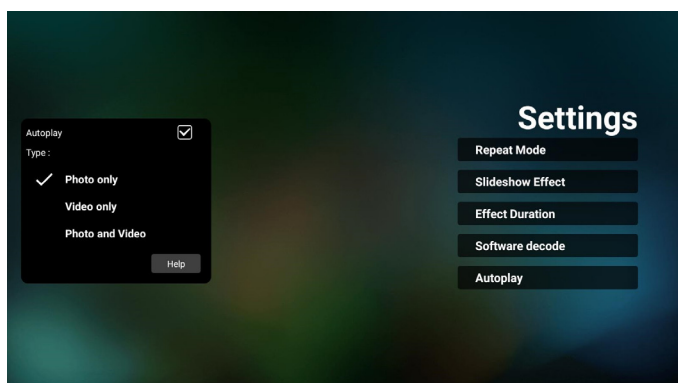 Settings
Repeat Mode
Slideshow Effect
Effect Duration
Software decode
Autoplay
Autoplay
Type :
Photo only
Video only
Photo and Video
Help